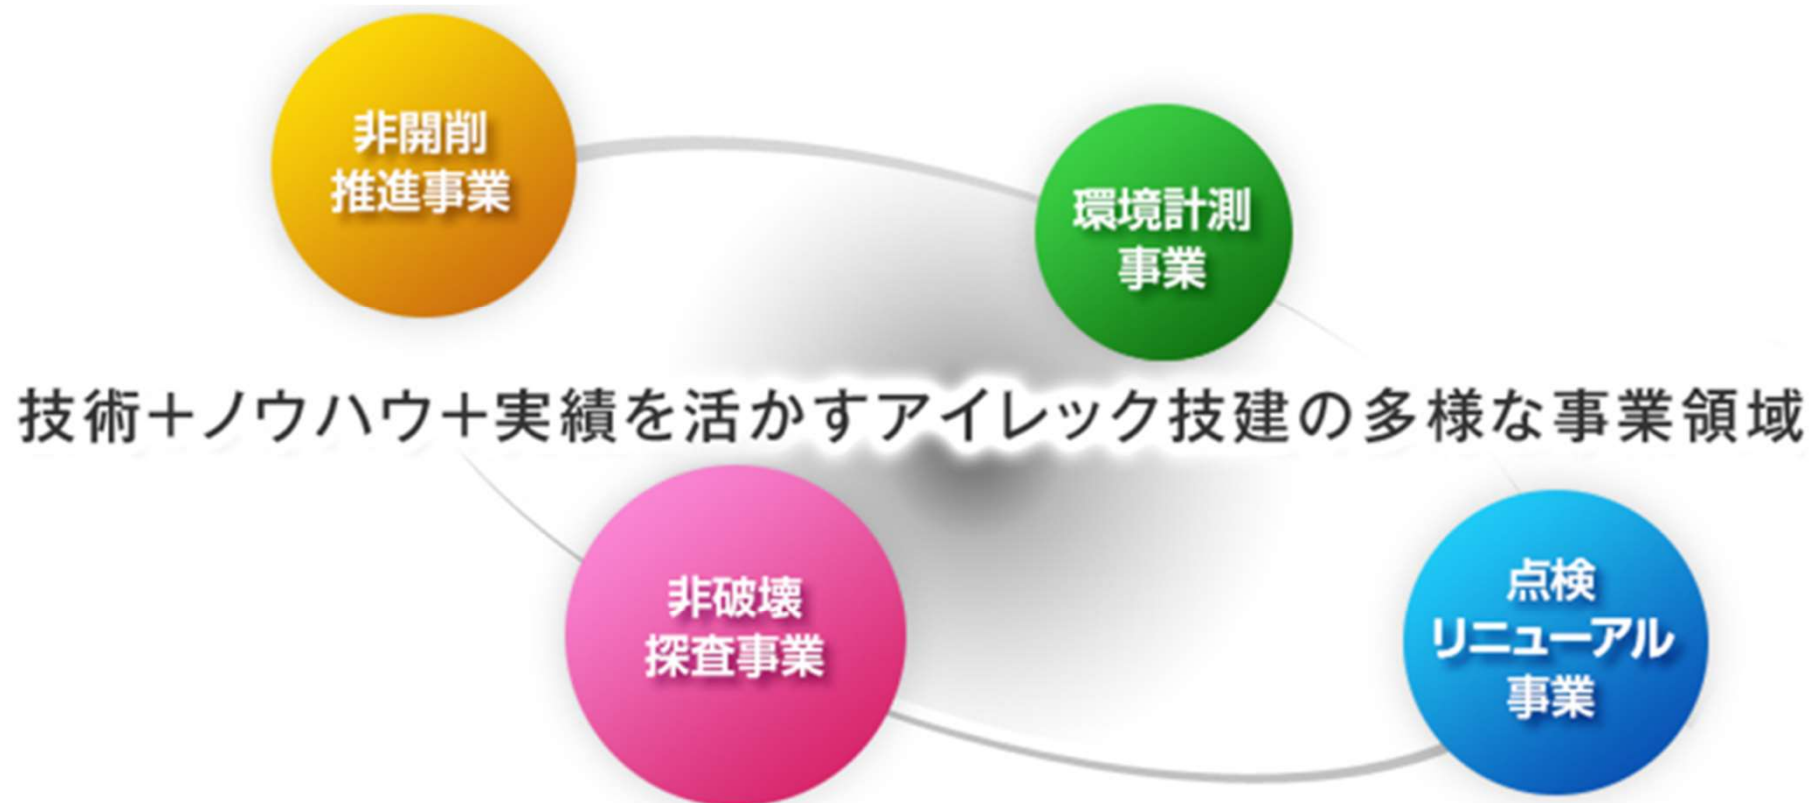 非開削
推進事業
環境計測
事業
技術＋ノウハウ＋実績を活かすアイレック技建の多様な事業領域
非破壊
探査事業
点検
リニューアル
事業